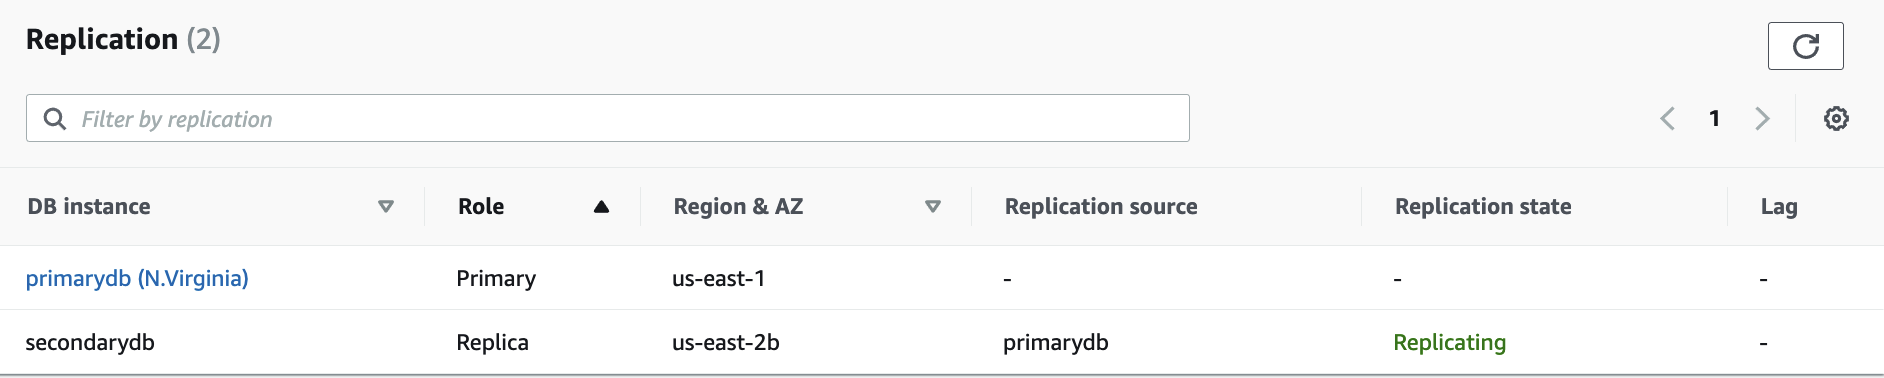 Replication (2)
Filter by replication
1
DB instance Role Region & AZ Replication source Replication state Lag
primarydb (N.Virginia) Primary us-east-1 - - -
secondarydb Replica us-east-2b primarydb Replicating -